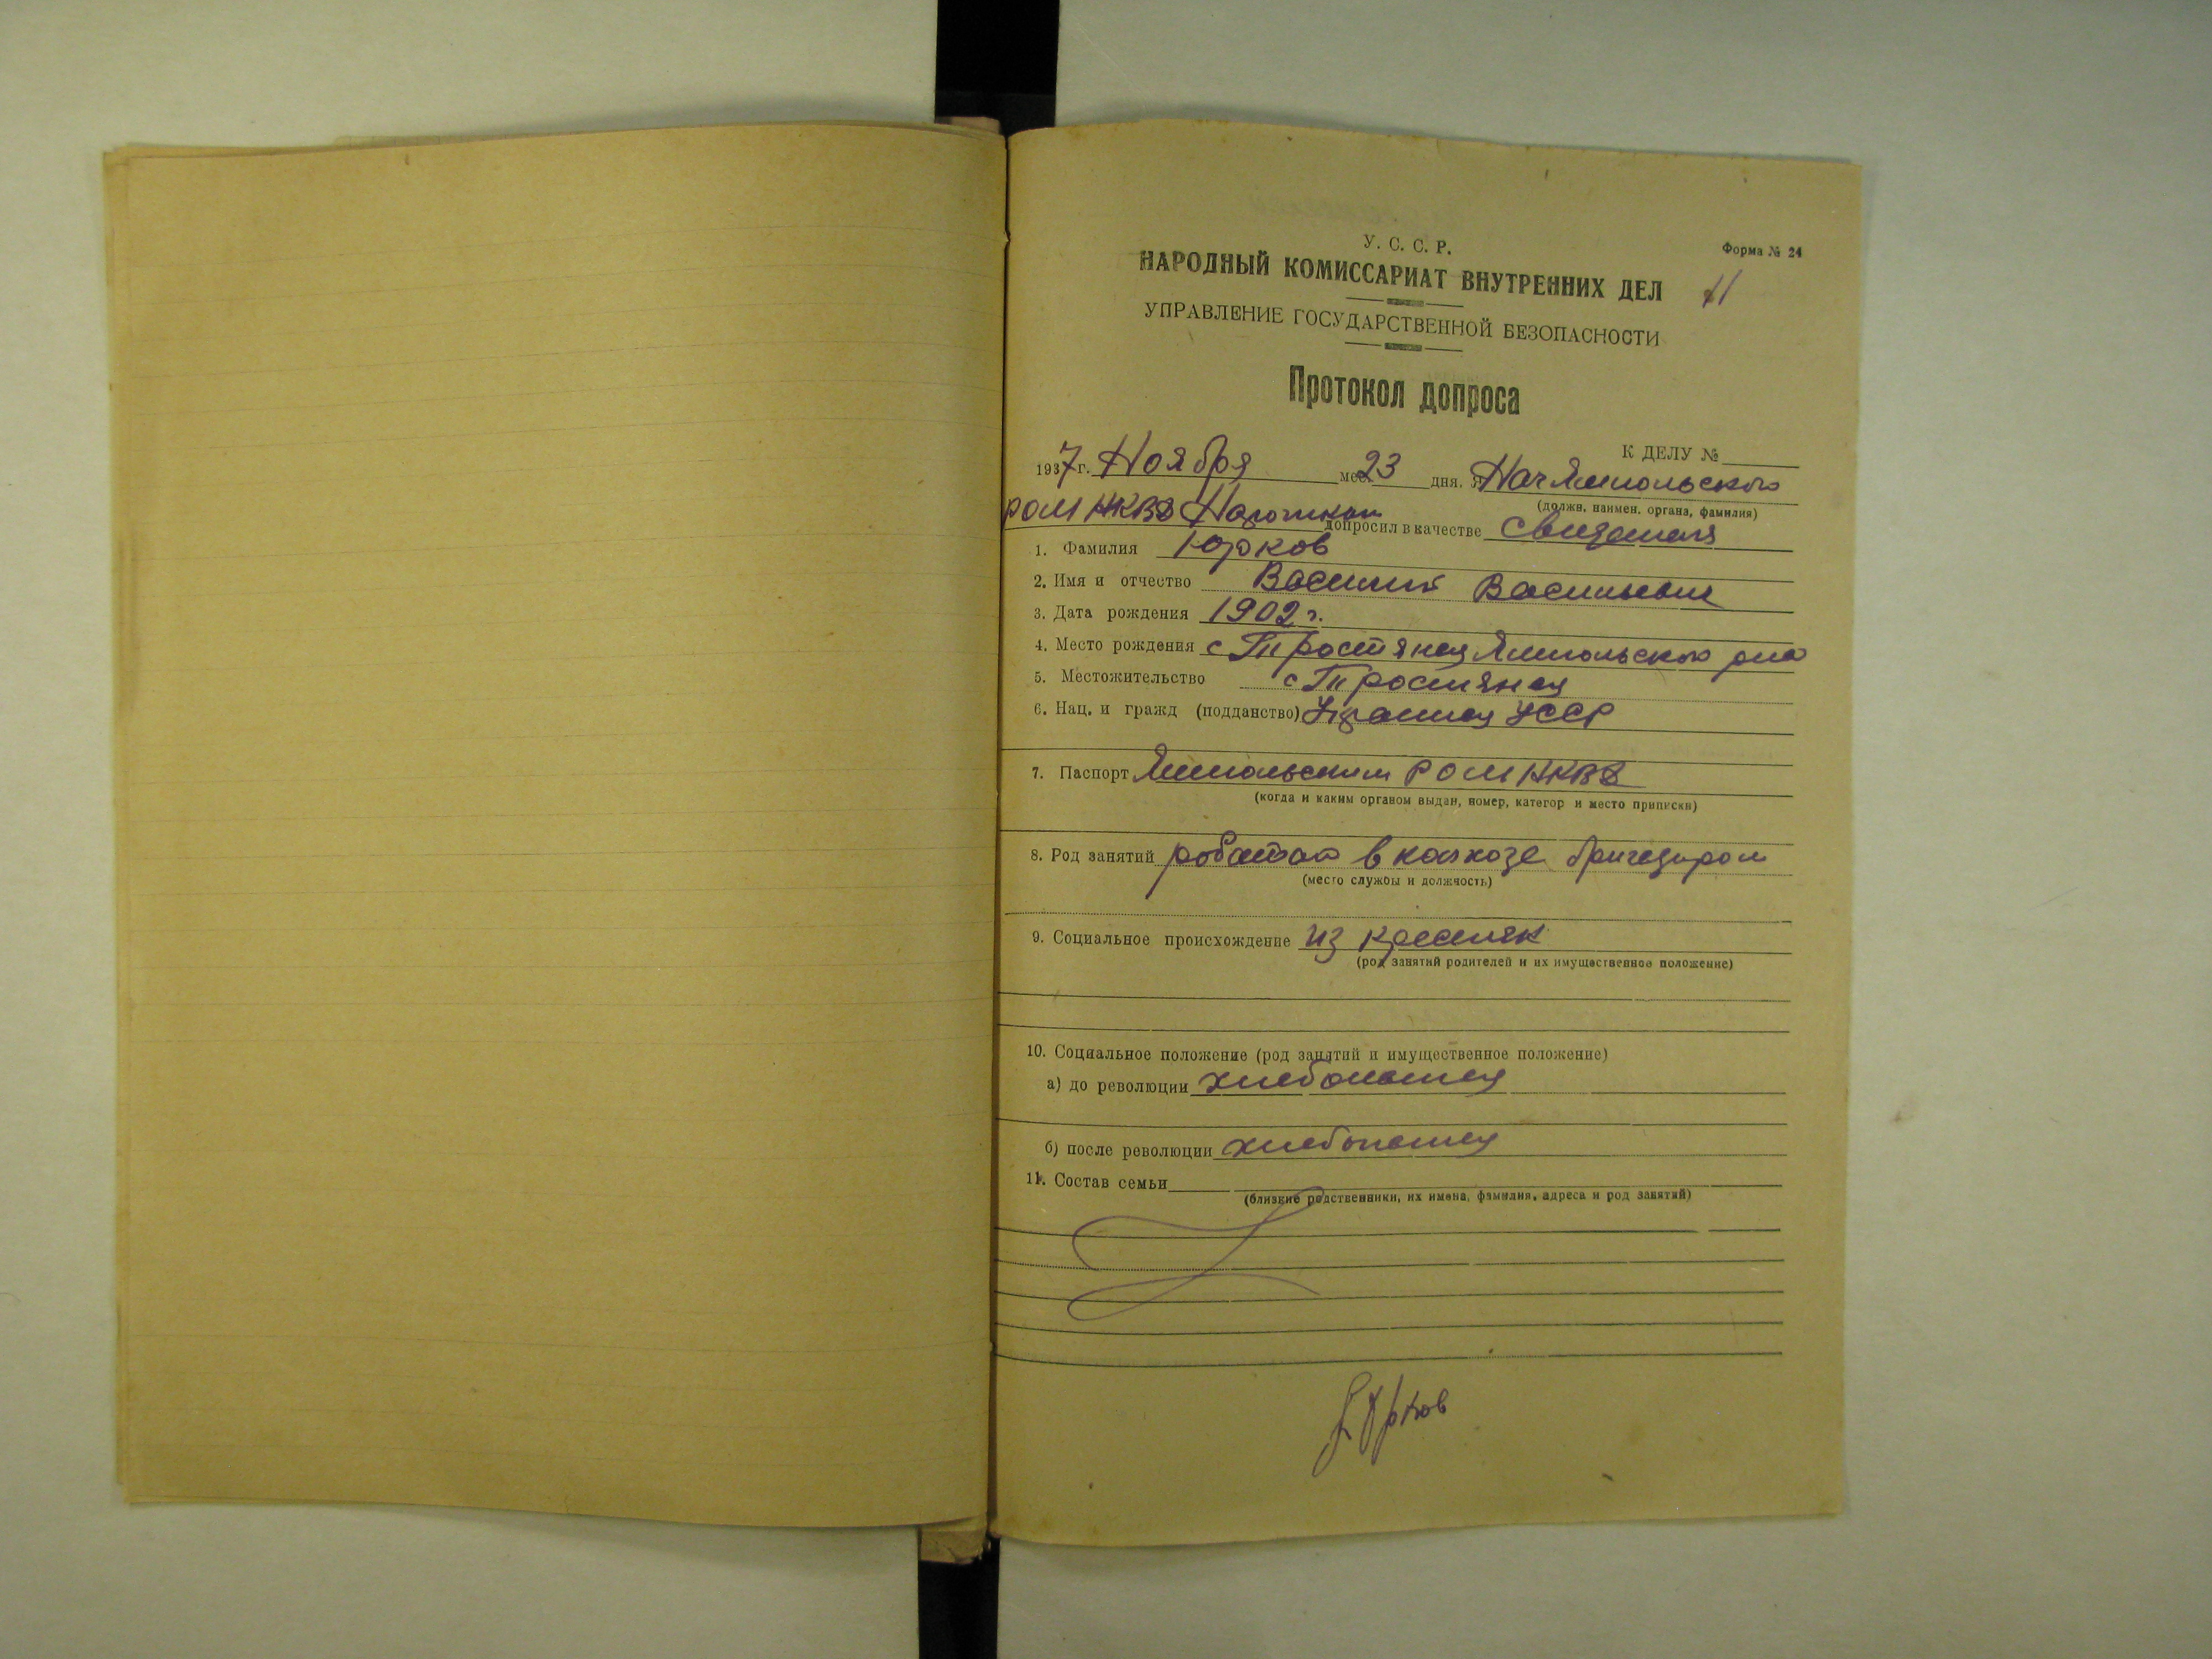 У. С. С. Р.
Форма № 24
НАРОДНЫЙ КОМИССАРИАТ ВНУТРЕННИХ ДЕЛ
11
УПРАВЛЕНИЕ ГОСУДАРСТВЕННОЙ БЕЗОПАСНОСТИ
Протокол допроса
К ДЕЛУ №
1937 г. Ноября мес. 23 дня. Я Нач Ямпольского
(должн. наимен. органа, фамилия)
РОМ НКВД допросил в качестве свидетеля
1. Фамилия Юрков
2. Имя и отчество Василий Васильевич
3. Дата рождения 1902 г.
4. Место рождения с Тростянец Ямпольского р-на
5. Местожительство с Тростянец
6. Нац. и гражд (подданство) Украинец УССР
7. Паспорт Ямпольским РОМ НКВД
(когда и каким органом выдан, номер, категор и место приписки)
8. Род занятий в колхозе бригадиром
(место службы и должность)
9. Социальное происхождение из крестьян
(род занятий родителей и их имущественное положение)
10. Социальное положение (род занятий и имущественное положение)
а) до революции хлебопашец
б) после революции хлебопашец
11. Состав семьи
(близкие родственники, их имена, фамилия, адреса и род занятий)
Юрков